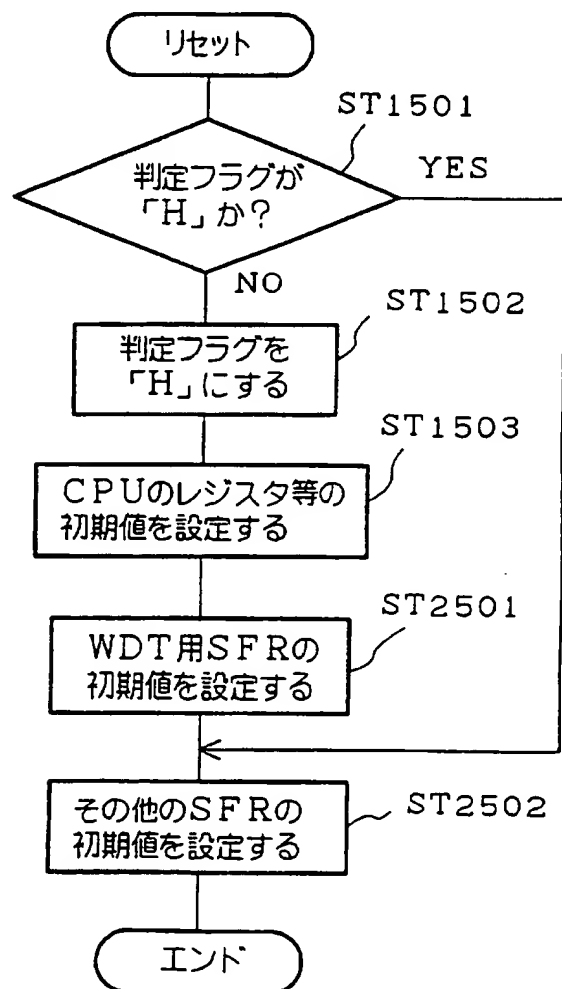 リセット
ST1501
判定フラグが
「H」か?
YES
NO
ST1502
判定フラグを
「H」にする
ST1503
CPUのレジスタ等の
初期値を設定する
ST2501
WDT用SFRの
初期値を設定する
その他のSFRの
初期値を設定する
ST2502
エンド